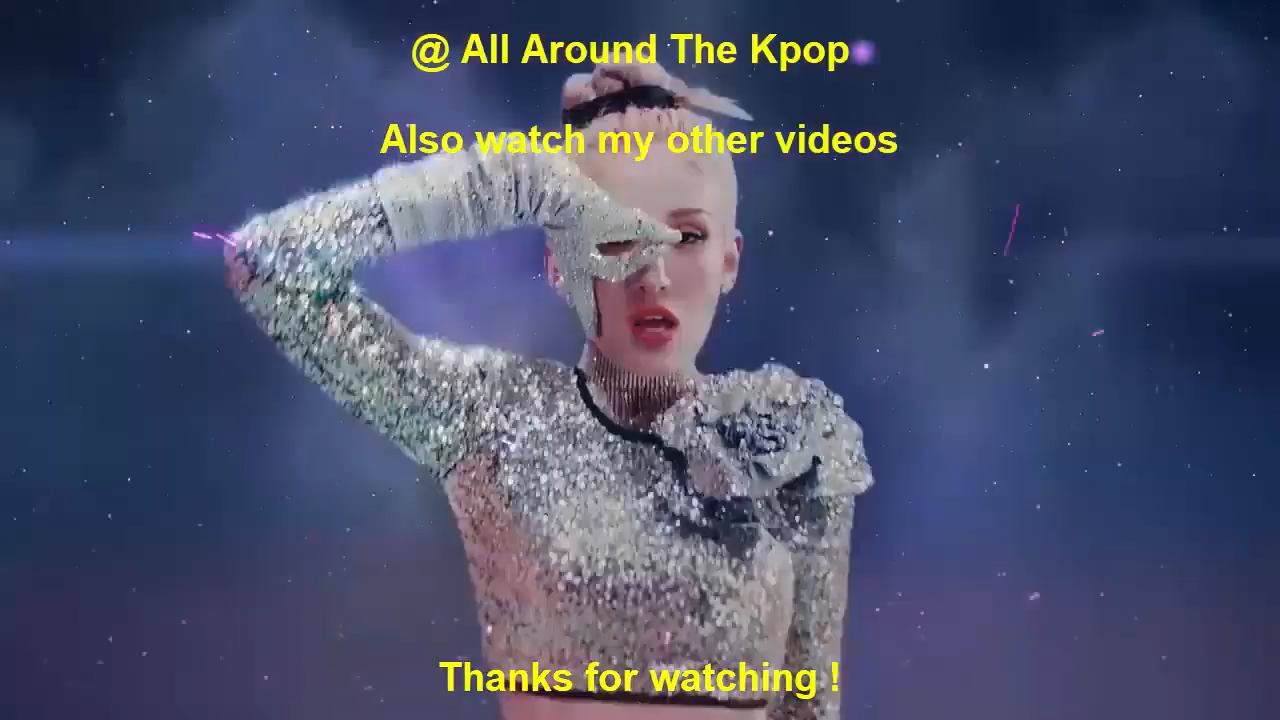 @ All Around The Kpop
Also watch my other videos
Thanks for watching !